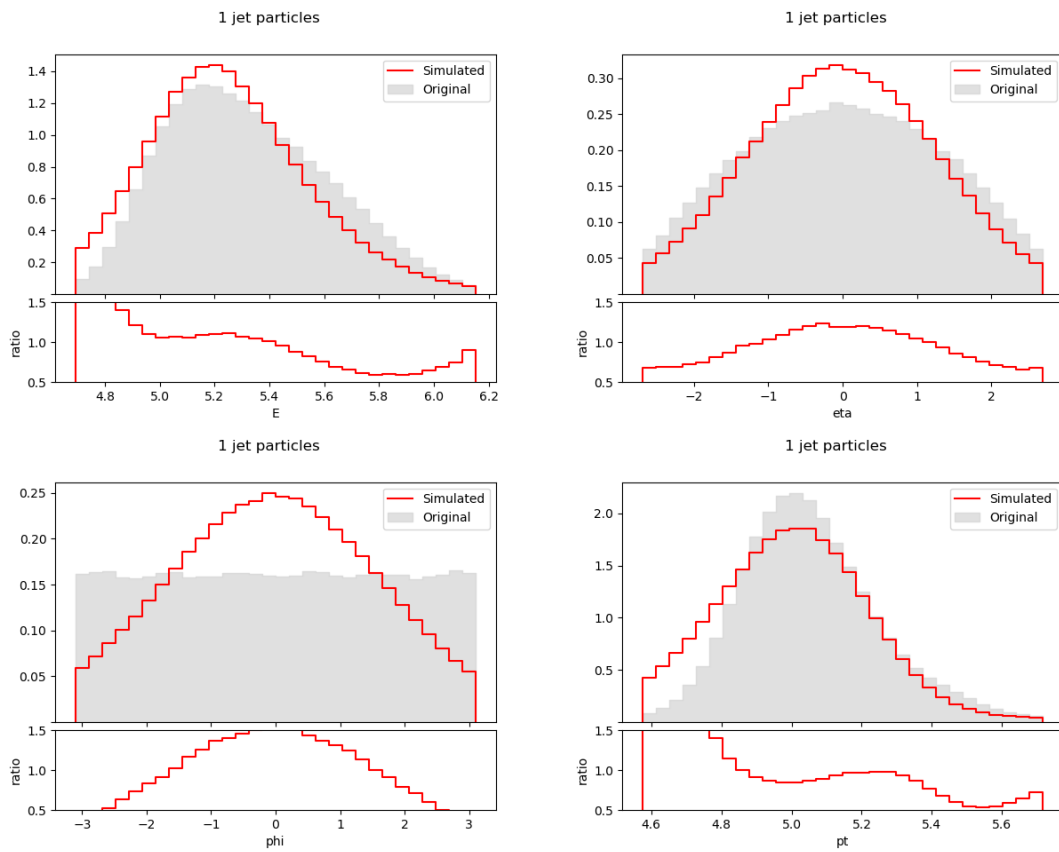 1 jet particles
1.4
1.2
1.0
0.8
0.6
0.4
0.2
Simulated
Original
1.5
1.0
0.5
ratio
4.8 5.0 5.2 5.4 5.6 5.8 6.0 6.2
E
1 jet particles
0.30
0.25
0.20
0.15
0.10
0.05
Simulated
Original
1.5
1.0
0.5
ratio
−2 −1 0 1 2
eta
1 jet particles
0.25
0.20
0.15
0.10
0.05
Simulated
Original
1.5
1.0
0.5
ratio
−3 −2 −1 0 1 2 3
phi
1 jet particles
2.0
1.5
1.0
0.5
Simulated
Original
1.5
1.0
0.5
ratio
4.6 4.8 5.0 5.2 5.4 5.6
pt